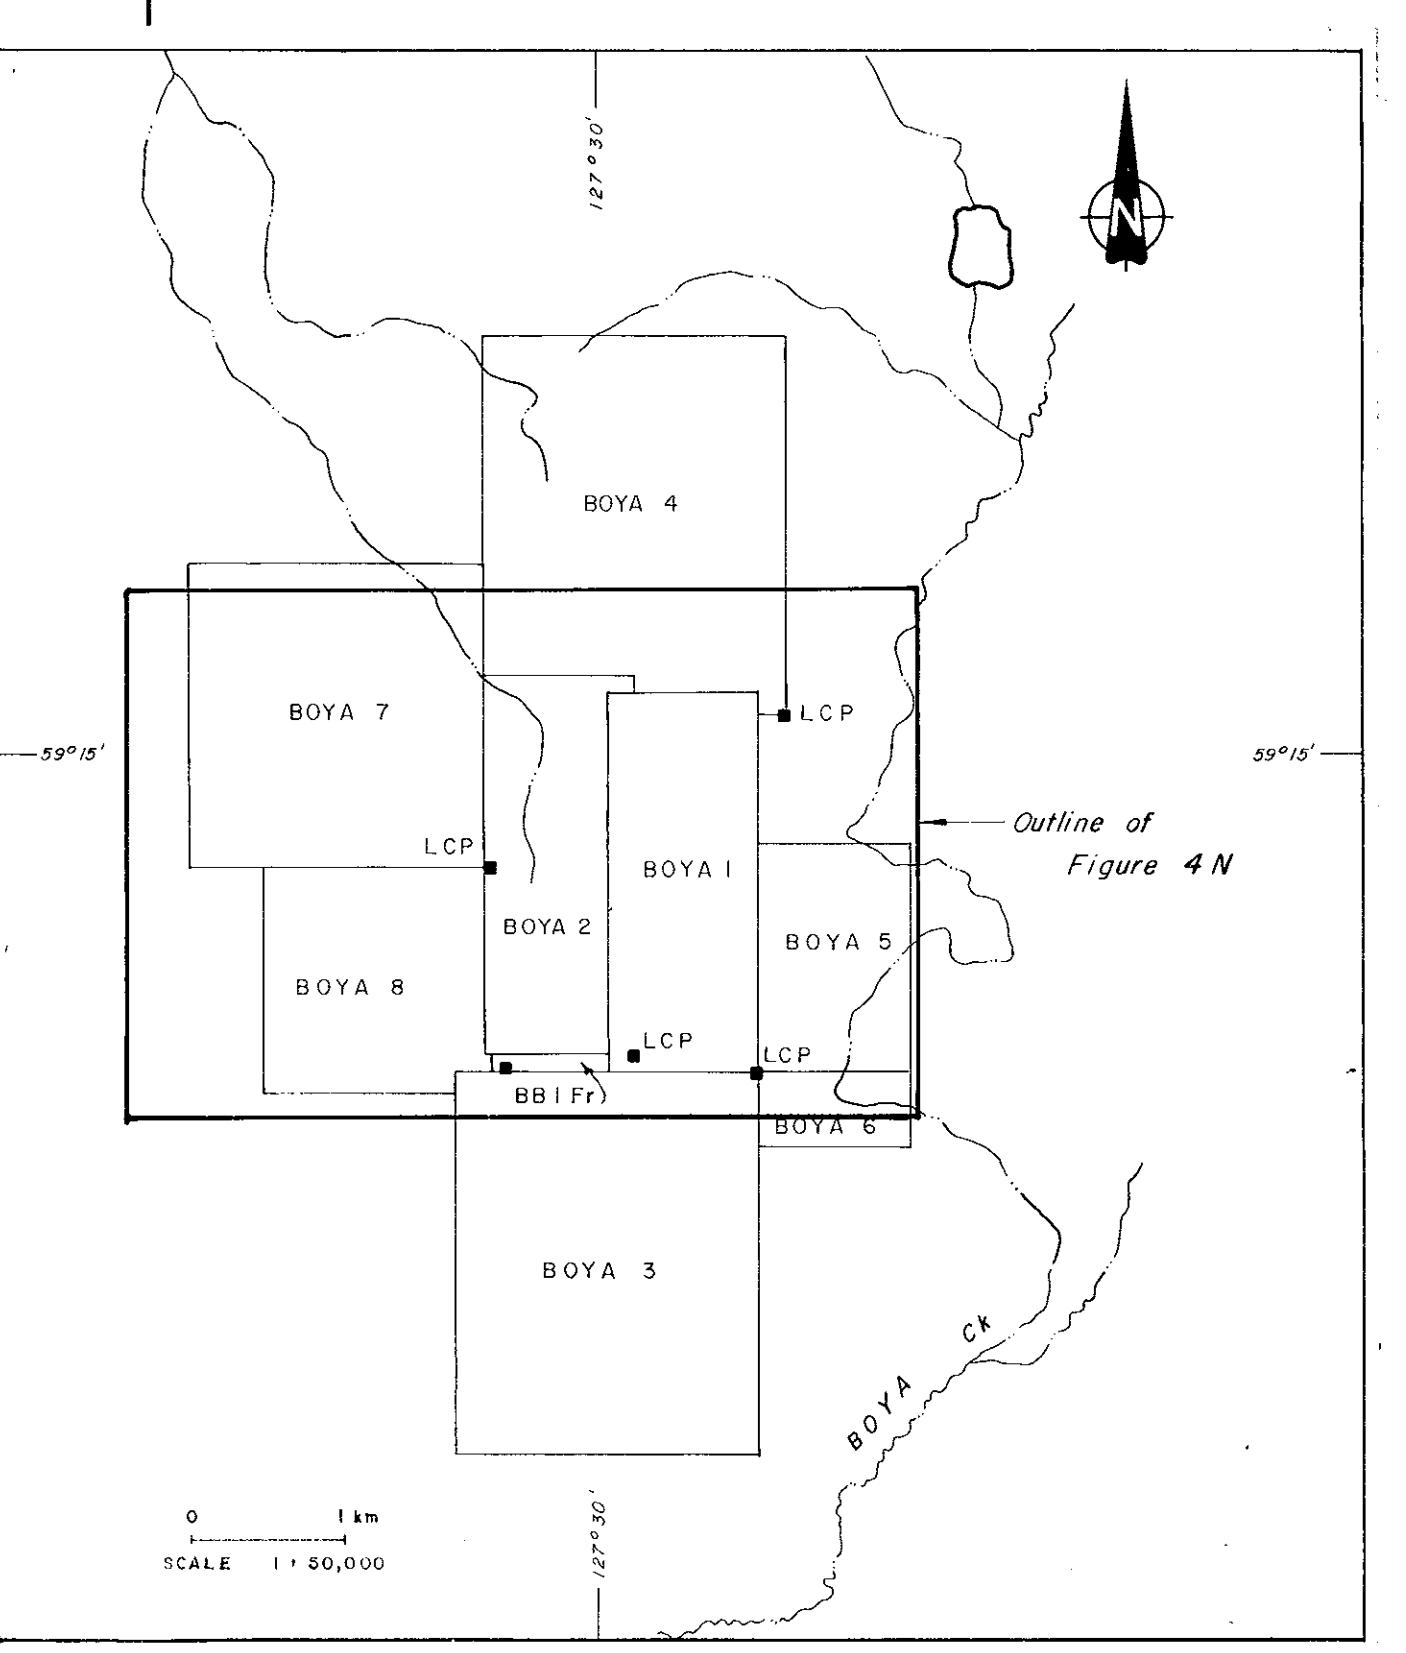 127°30'
N
BOYA 4
BOYA 7
LCP
59°15'
59°15'
Outline of
Figure 4N
LCP
BOYA 1
BOYA 2
BOYA 5
BOYA 8
LCP
LCP
BB 1 Fr)
BOYA 6
BOYA 3
BOYA Ck
127°30'
0 1 km
SCALE 1:50,000